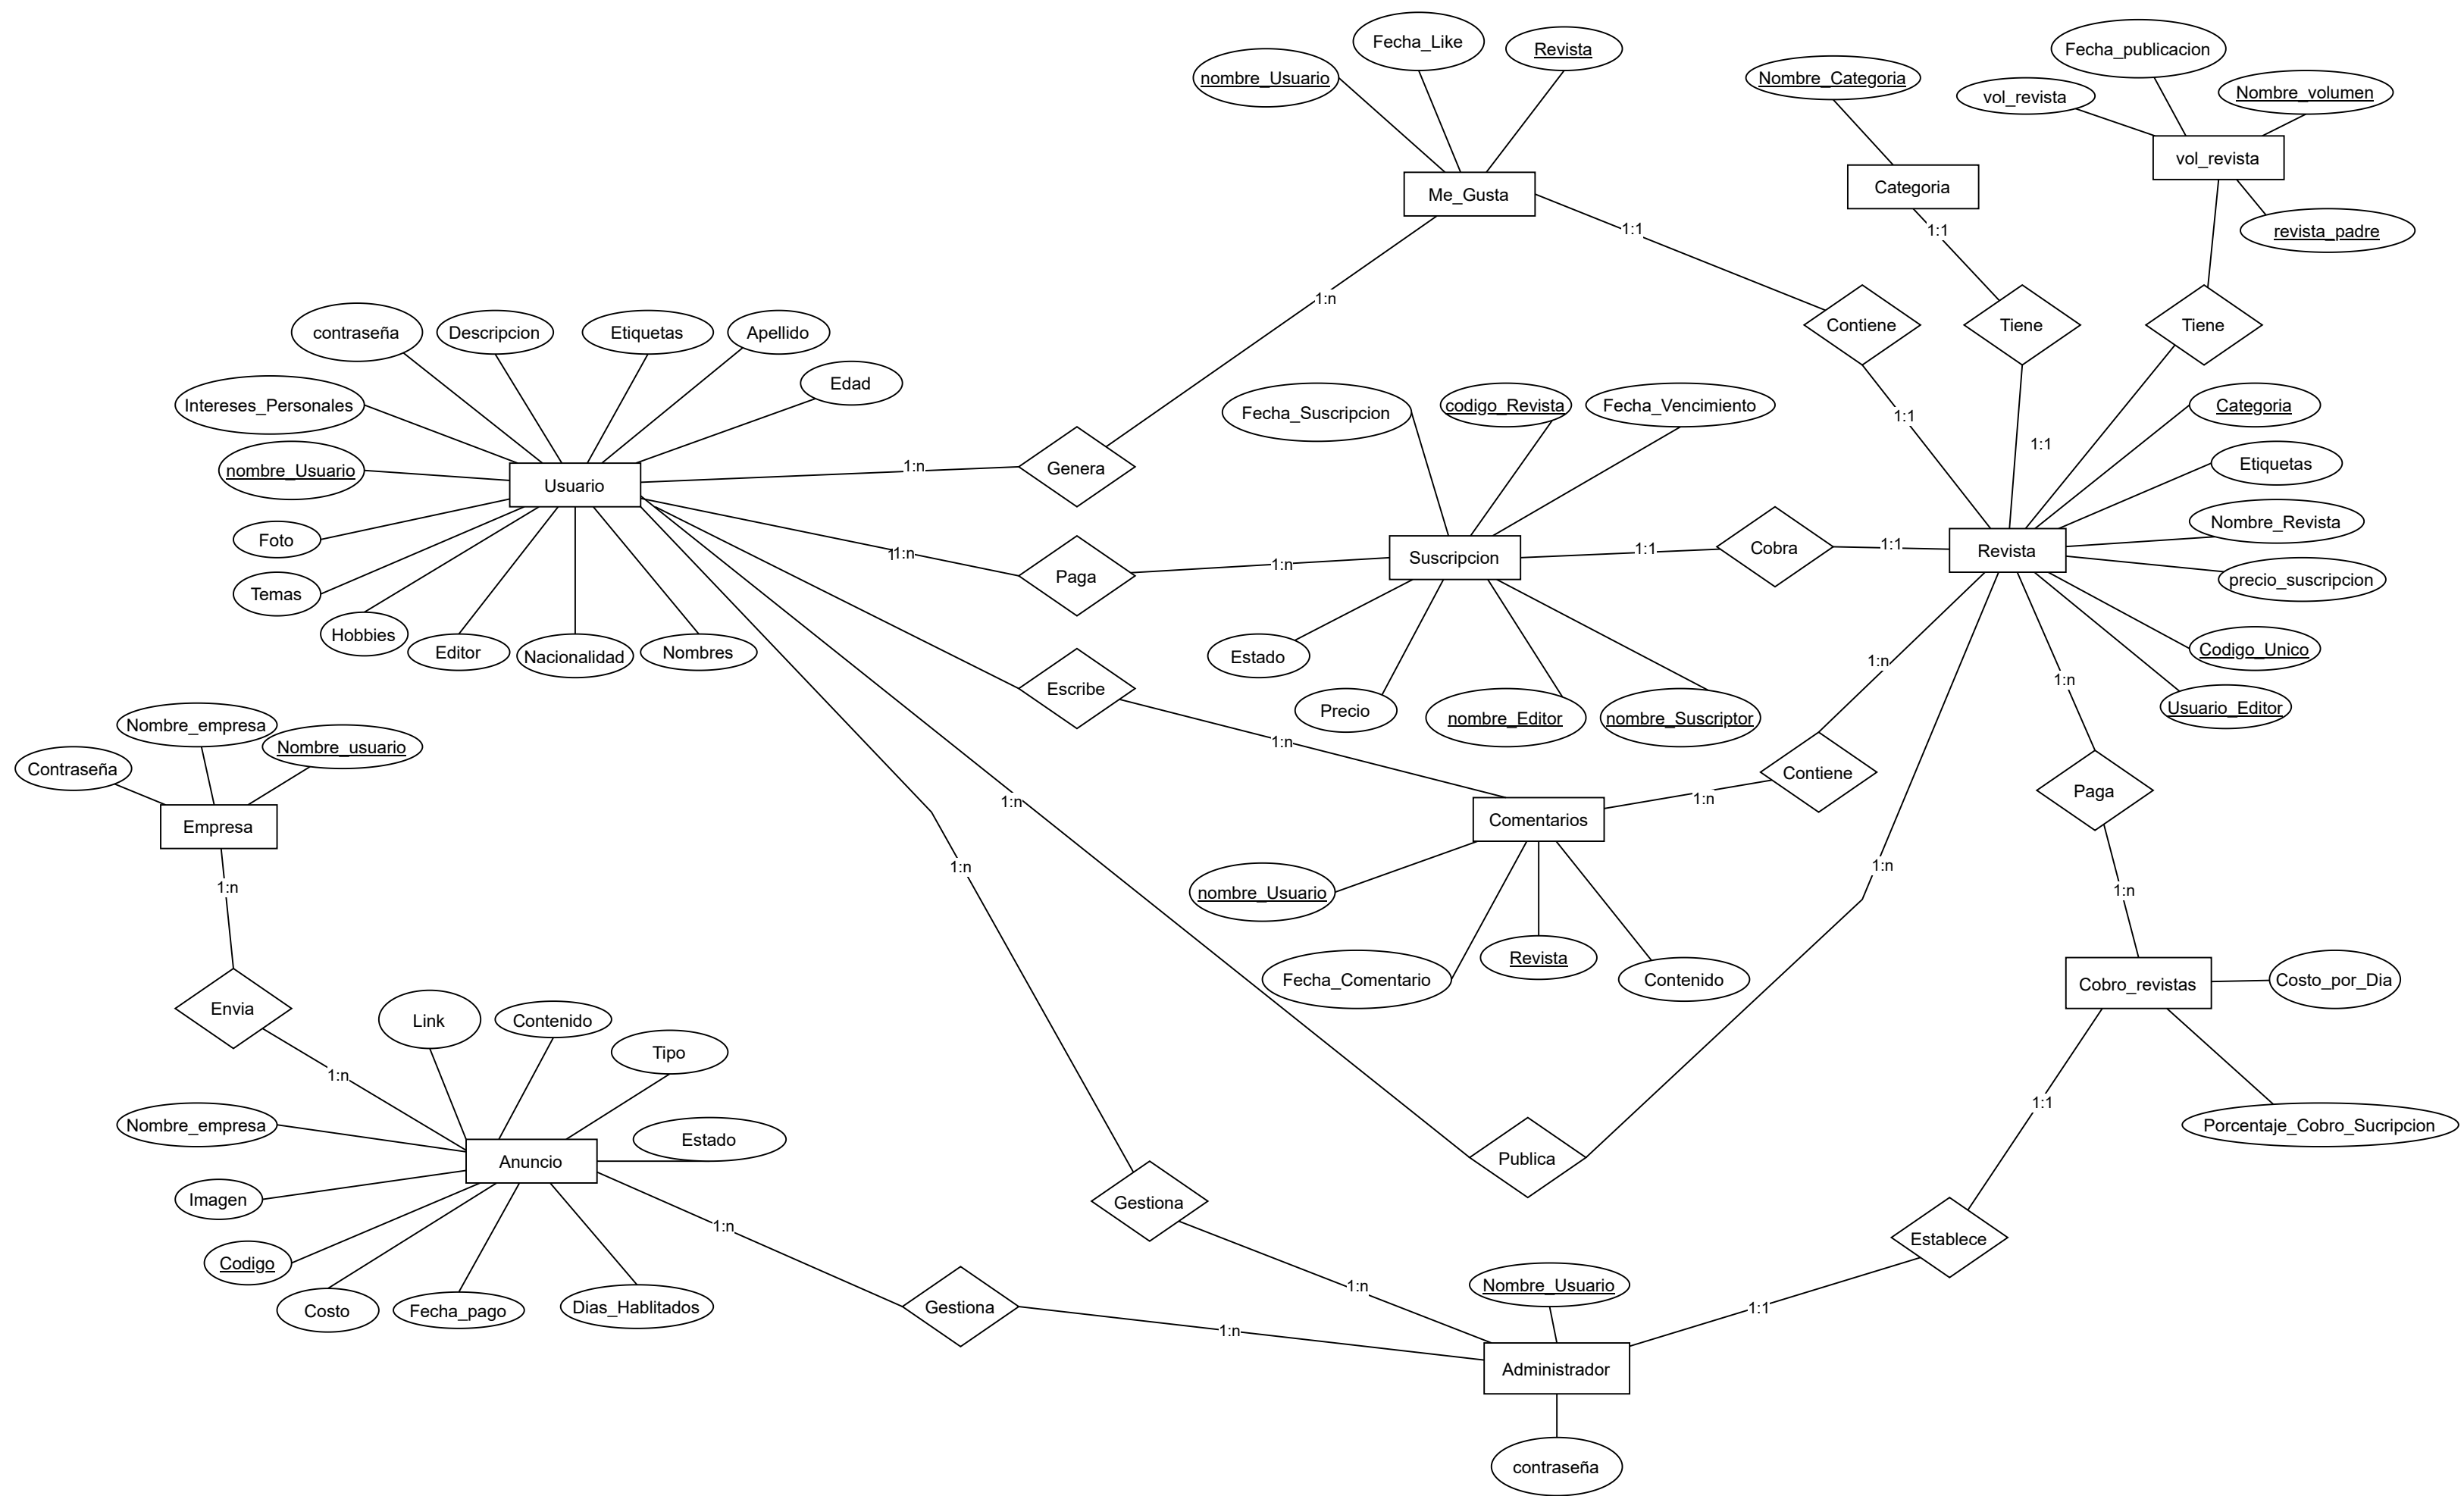 Fecha_Like
Revista
nombre_Usuario
Fecha_publicacion
Nombre_Categoria
vol_revista
Nombre_volumen
vol_revista
Me_Gusta
Categoria
revista_padre
1:1
1:1
1:n
Contiene
Tiene
Tiene
contraseña
Descripcion
Etiquetas
Apellido
Edad
Intereses_Personales
Fecha_Suscripcion
codigo_Revista
Fecha_Vencimiento
Categoria
1:1
1:1
nombre_Usuario
Usuario
1:n
Genera
Etiquetas
Nombre_Revista
Foto
1:n
Paga
1:n
Suscripcion
1:1
Cobra
1:1
Revista
precio_suscripcion
Temas
Hobbies
Editor
Nacionalidad
Nombres
Estado
Codigo_Unico
1:n
1:n
Escribe
Precio
nombre_Editor
nombre_Suscriptor
Usuario_Editor
Nombre_empresa
Nombre_usuario
Contraseña
1:n
Contiene
Paga
Empresa
1:n
1:n
Comentarios
1:n
1:n
1:n
1:n
nombre_Usuario
Fecha_Comentario
Revista
Contenido
Cobro_revistas
Costo_por_Dia
Envia
Link
Contenido
Tipo
1:n
1:1
Nombre_empresa
Estado
Porcentaje_Cobro_Sucripcion
Anuncio
Publica
Imagen
Gestiona
1:n
Establece
Codigo
Costo
Fecha_pago
Dias_Hablitados
Gestiona
1:n
Nombre_Usuario
1:1
1:n
Administrador
contraseña